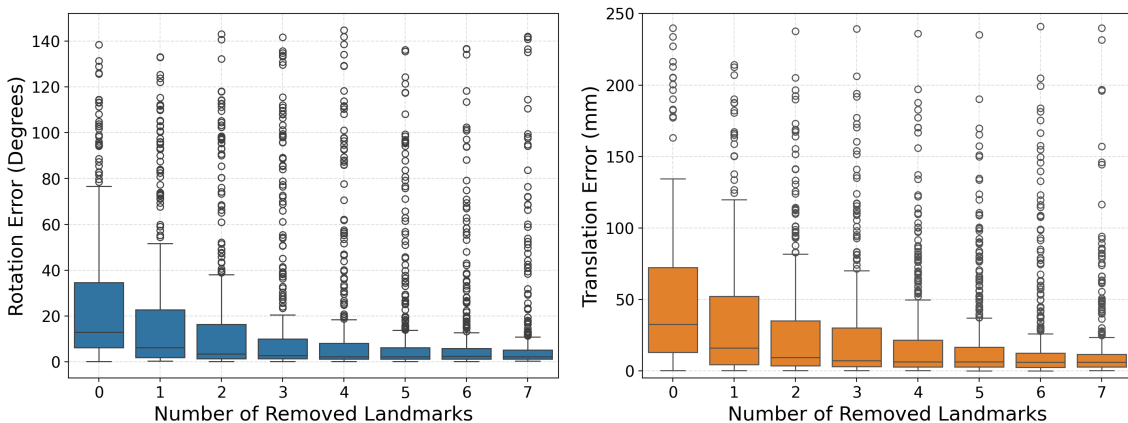 Rotation Error (Degrees)
140
120
100
80
60
40
20
0
0 1 2 3 4 5 6 7
Number of Removed Landmarks
Translation Error (mm)
250
200
150
100
50
0
0 1 2 3 4 5 6 7
Number of Removed Landmarks